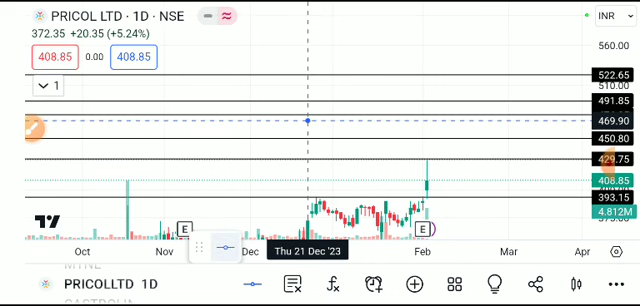 PRICOL LTD · 1D · NSE
INR
372.35 +20.35 (+5.24%)
408.85 0.00 408.85
1
560.00
522.65
510.00
491.85
469.90
450.80
429.75
408.85
393.15
4.812M
E E
Oct Nov Dec Thu 21 Dec '23 Feb Mar Apr
PRICOLLTD 1D